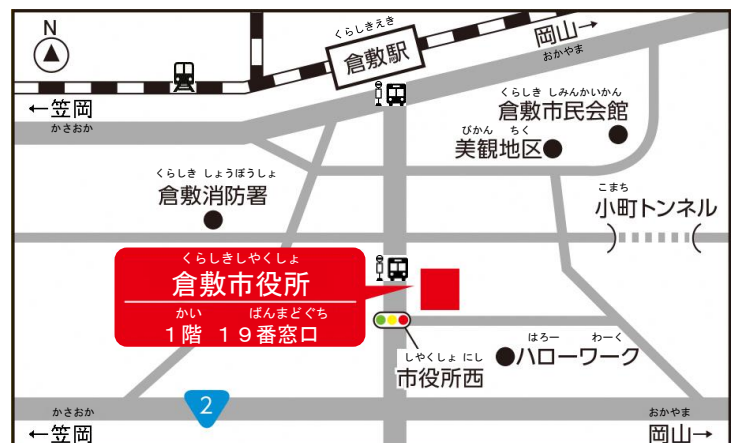 N
くらしきえき
倉敷駅
岡山→
おかやま
←笠岡
かさおか
くらしき しみんかいかん
倉敷市民会館
びかん ちく
美観地区
くらしき しょうぼうしょ
倉敷消防署
こまち
小町トンネル
くらしきしやくしょ
倉敷市役所
かい ばんまどぐち
1階 19番窓口
はろー わーく
ハローワーク
しやくしょ にし
市役所西
2
かさおか
←笠岡
おかやま
岡山→